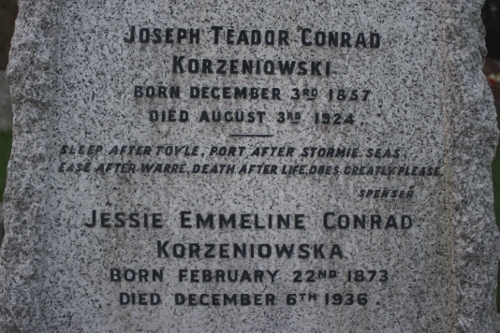 JOSEPH TEADOR CONRAD
KORZENIOWSKI.
BORN DECEMBER 3RD 1857
DIED AUGUST 3RD 1924.
SLEEP AFTER TOYLE, PORT AFTER STORMIE SEAS,
EASE AFTER WARRE, DEATH AFTER LIFE, DOES GREATLY PLEASE
SPENSER
JESSIE EMMELINE CONRAD
KORZENIOWSKA.
BORN FEBRUARY 22ND 1873
DIED DECEMBER 6TH 1936.